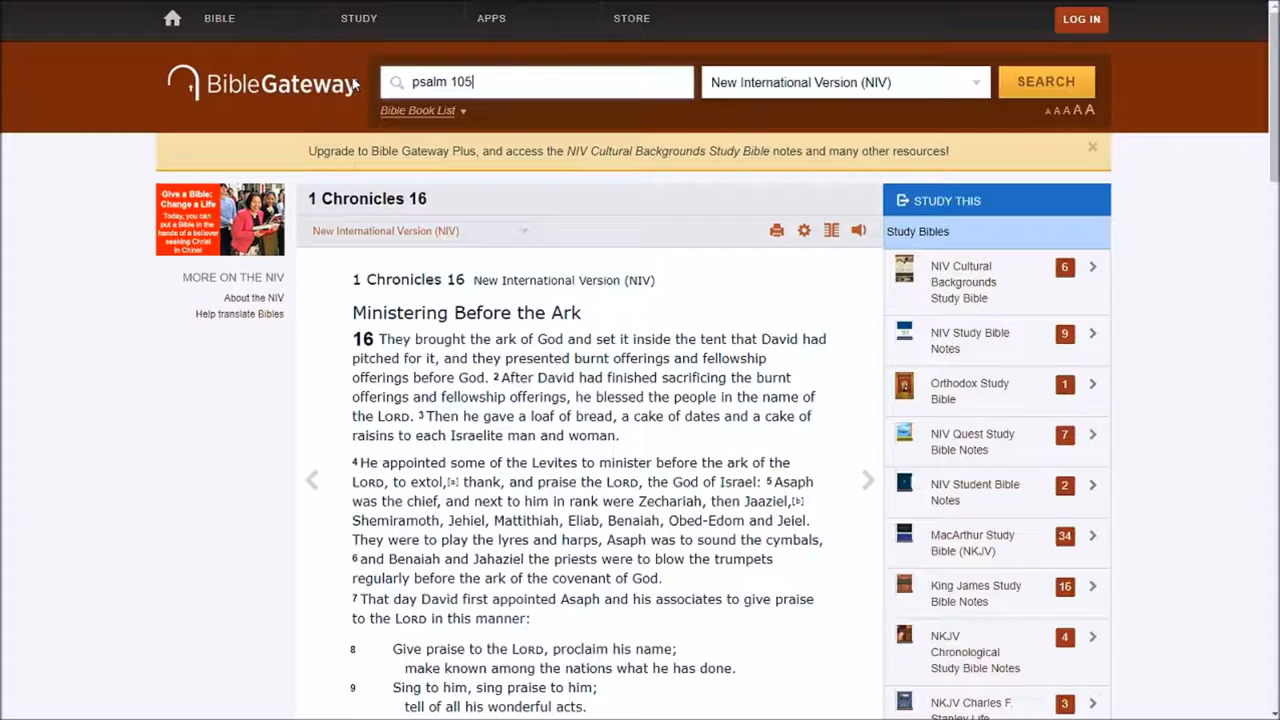 BIBLE STUDY APPS STORE LOG IN
BibleGateway
psalm 105
New International Version (NIV)
SEARCH
Bible Book List
A A A A A
Upgrade to Bible Gateway Plus, and access the NIV Cultural Backgrounds Study Bible notes and many other resources!
Give a Bible:
Change a Life
Today, you can
put a Bible in the
hands of a believer
seeking Christ
in China!
MORE ON THE NIV
About the NIV
Help translate Bibles
1 Chronicles 16
New International Version (NIV)
1 Chronicles 16 New International Version (NIV)
Ministering Before the Ark
16 They brought the ark of God and set it inside the tent that David had
pitched for it, and they presented burnt offerings and fellowship
offerings before God. 2 After David had finished sacrificing the burnt
offerings and fellowship offerings, he blessed the people in the name of
the LORD. 3 Then he gave a loaf of bread, a cake of dates and a cake of
raisins to each Israelite man and woman.
4 He appointed some of the Levites to minister before the ark of the
LORD, to extol,[a] thank, and praise the LORD, the God of Israel: 5 Asaph
was the chief, and next to him in rank were Zechariah, then Jaaziel,[b]
Shemiramoth, Jehiel, Mattithiah, Eliab, Benaiah, Obed-Edom and Jeiel.
They were to play the lyres and harps, Asaph was to sound the cymbals,
6 and Benaiah and Jahaziel the priests were to blow the trumpets
regularly before the ark of the covenant of God.
7 That day David first appointed Asaph and his associates to give praise
to the LORD in this manner:
8 Give praise to the LORD, proclaim his name;
make known among the nations what he has done.
9 Sing to him, sing praise to him;
tell of all his wonderful acts.
STUDY THIS
Study Bibles
NIV Cultural 6
Backgrounds
Study Bible
NIV Study Bible 9
Notes
Orthodox Study 1
Bible
NIV Quest Study 7
Bible Notes
NIV Student Bible 2
Notes
MacArthur Study 34
Bible (NKJV)
King James Study 16
Bible Notes
NKJV 4
Chronological
Study Bible Notes
NKJV Charles F. 3
Stanley Life